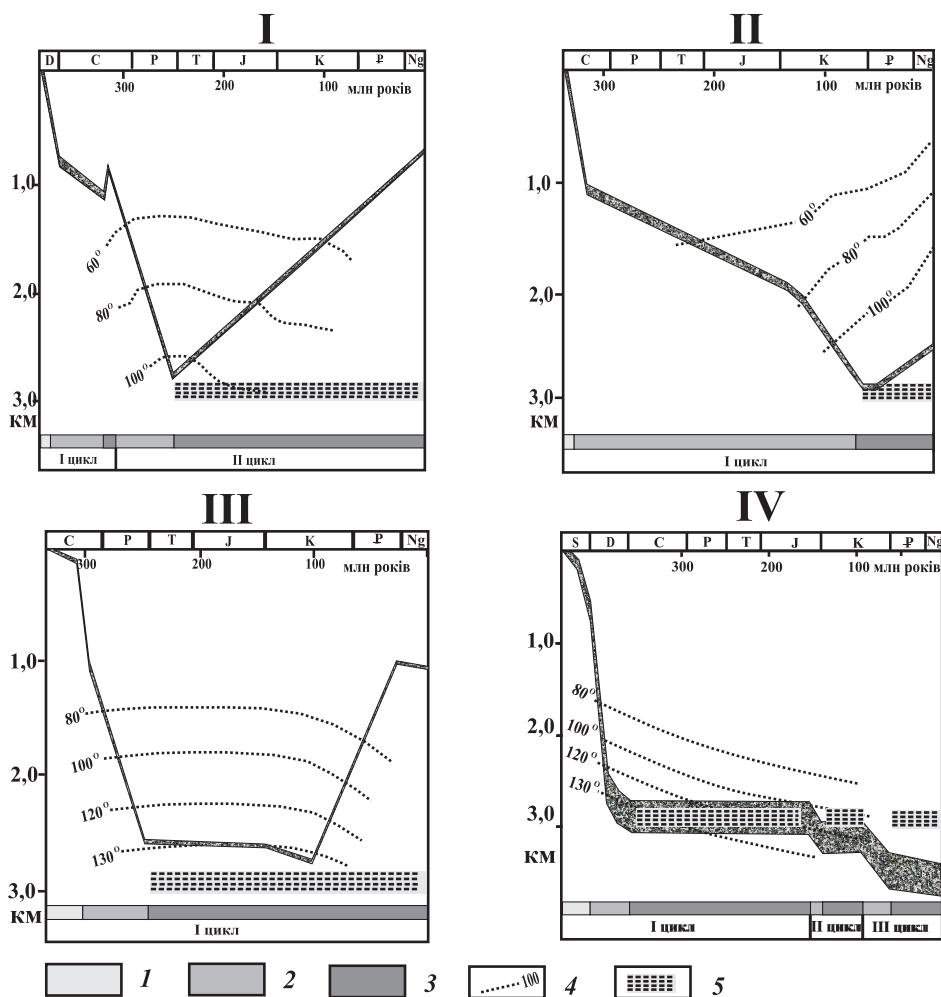 I
D C P T J K ₽ Ng
300 200 100 млн років
1,0
60°
2,0
80°
100°
3,0
КМ
I цикл II цикл
II
C P T J K ₽ Ng
300 200 100 млн років
1,0
60°
80°
2,0
100°
3,0
КМ
I цикл
III
C P T J K ₽ Ng
300 200 100 млн років
1,0
80°
2,0
100°
120°
130°
3,0
КМ
I цикл
IV
S D C P T J K ₽ Ng
300 200 100 млн років
1,0
80°
2,0
100°
120°
130°
3,0
КМ
I цикл II цикл III цикл
1 2 3 100 4 5